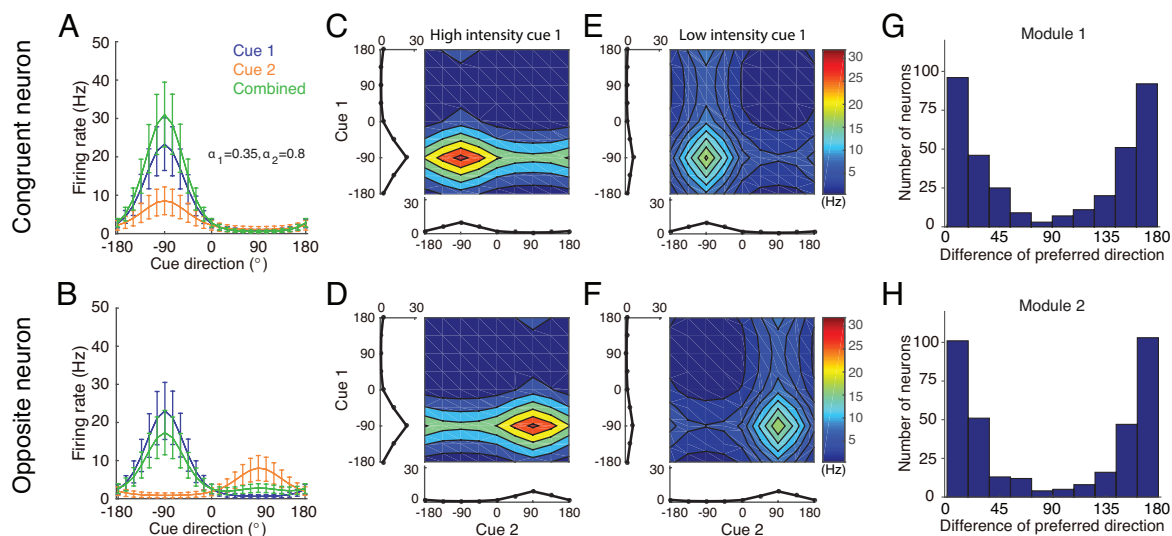 Congruent neuron
A
50
40
30
20
10
0
Firing rate (Hz)
Cue 1
Cue 2
Combined
α1=0.35,α2=0.8
-180 -90 0 90 180
Cue direction (°)
C
0 30
High intensity cue 1
180
90
0
-90
-180
Cue 1
30
0
-180 -90 0 90 180
E
0 30
Low intensity cue 1
30
25
20
15
10
5
(Hz)
30
0
-180 -90 0 90 180
G
Module 1
100
75
50
25
0
Number of neurons
0 45 90 135 180
Difference of preferred direction
Opposite neuron
B
50
40
30
20
10
0
Firing rate (Hz)
-180 -90 0 90 180
Cue direction (°)
D
0 30
180
90
0
-90
-180
Cue 1
30
0
-180 -90 0 90 180
Cue 2
F
0 30
180
90
0
-90
-180
30
25
20
15
10
5
(Hz)
30
0
-180 -90 0 90 180
Cue 2
H
Module 2
100
75
50
25
0
Number of neurons
0 45 90 135 180
Difference of preferred direction